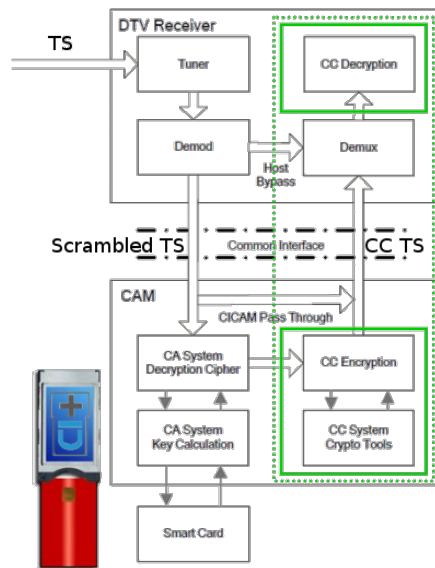 DTV Receiver
TS
Tuner
CC Decryption
Demod
Demux
Host
Bypass
Scrambled TS
Common Interface
CC TS
CAM
CICAM Pass Through
CA System
Decryption Cipher
CC Encryption
CA System
Key Calculation
CC System
Crypto Tools
Smart Card
CI+